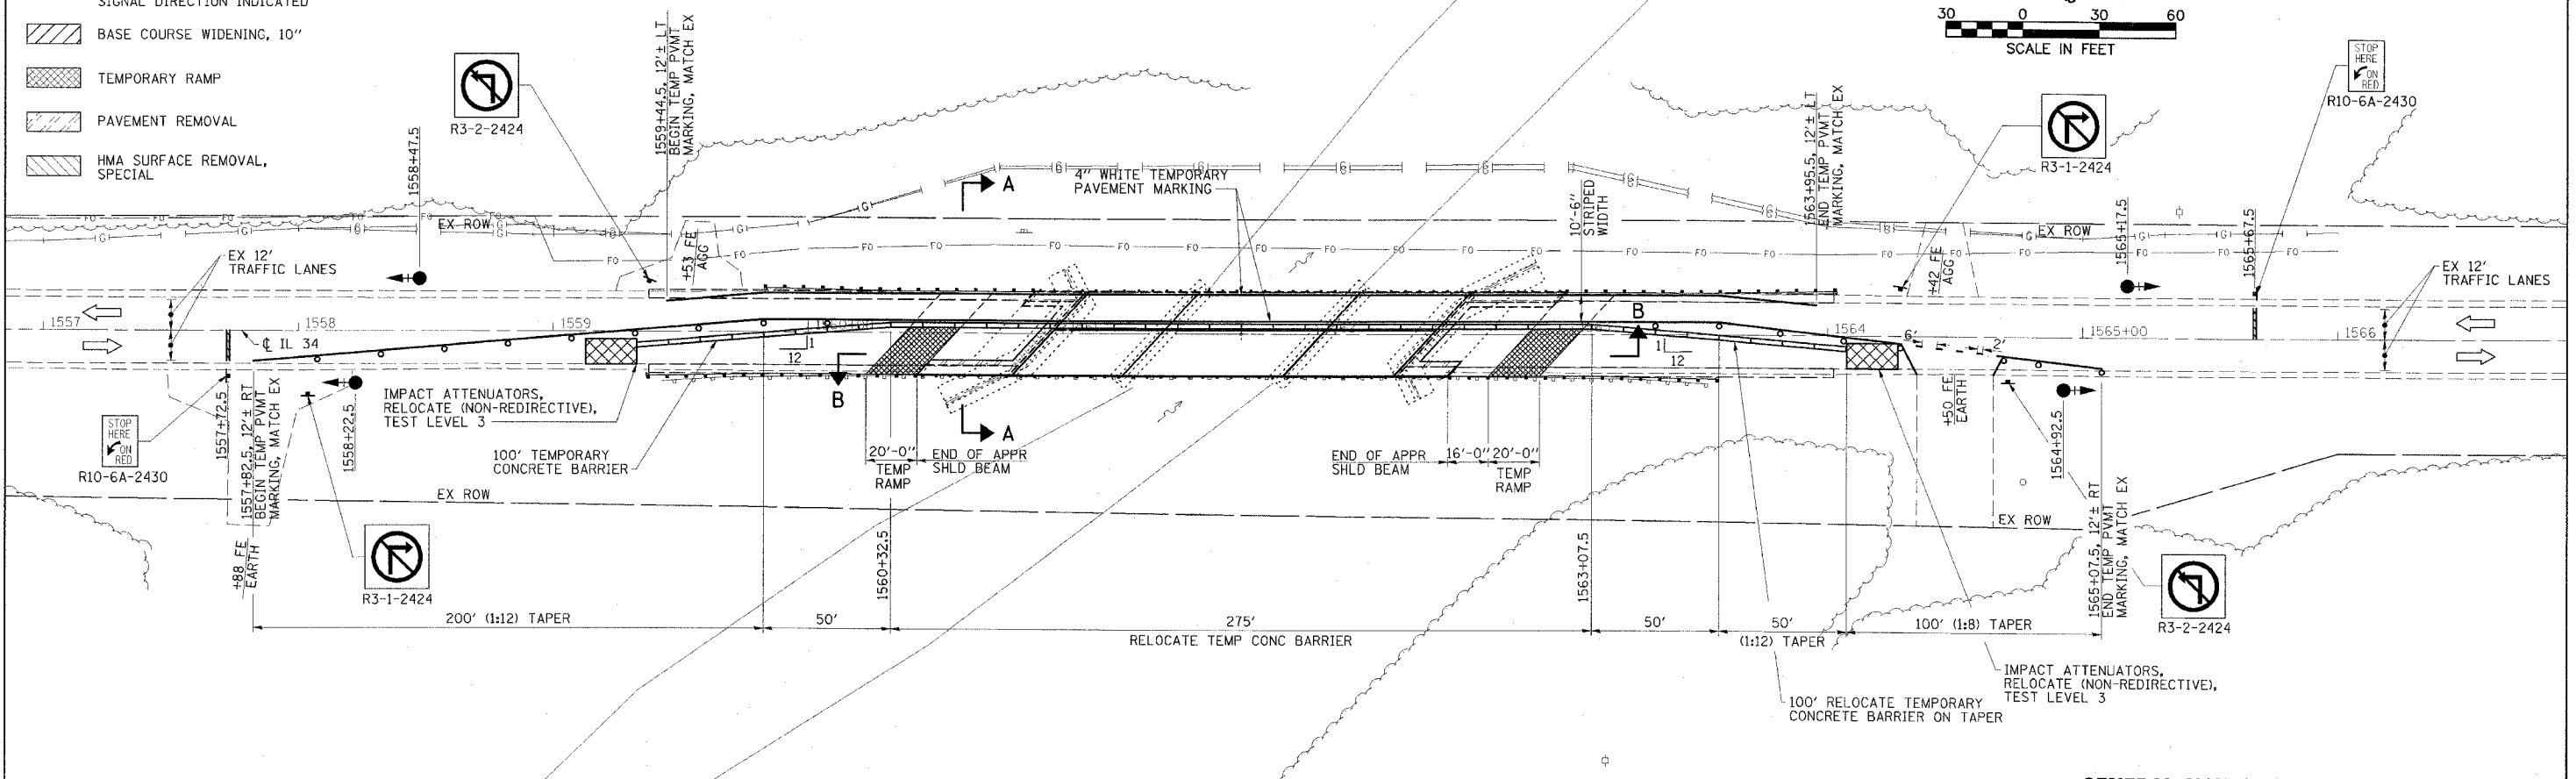 SIGNAL DIRECTION INDICATED
BASE COURSE WIDENING, 10"
TEMPORARY RAMP
PAVEMENT REMOVAL
HMA SURFACE REMOVAL,
SPECIAL
R3-2-2424
1558+47.5
1559+44.5, 12'± LT
BEGIN TEMP PVMT
MARKING, MATCH EX
30 0 30 60
SCALE IN FEET
STOP
HERE
ON
RED
R10-6A-2430
R3-1-2424
1563+95.5, 12'± LT
END TEMP PVMT
MARKING, MATCH EX
A
4" WHITE TEMPORARY
PAVEMENT MARKING
10'-6"
STRIPED
WIDTH
EX ROW
EX ROW
1565+17.5
1565+67.5
+53 FE
AGG
+42 FE
AGG
FO FO FO FO FO FO FO FO FO
G G G G G G G
EX 12'
TRAFFIC LANES
EX 12'
TRAFFIC LANES
1557
1558
1559
1564
1565+00
1566
℄ IL 34
B
1
12
1
12
6'
2'
B
A
STOP
HERE
ON
RED
R10-6A-2430
1557+72.5
1557+82.5, 12'± RT
BEGIN TEMP PVMT
MARKING, MATCH EX
+88 FE
EARTH
1558+22.5
IMPACT ATTENUATORS,
RELOCATE (NON-REDIRECTIVE),
TEST LEVEL 3
100' TEMPORARY
CONCRETE BARRIER
20'-0"
TEMP
RAMP
END OF APPR
SHLD BEAM
END OF APPR
SHLD BEAM
16'-0"
20'-0"
TEMP
RAMP
+50 FE
EARTH
1564+92.5
EX ROW
EX ROW
R3-1-2424
1560+32.5
1563+07.5
1565+07.5, 12'± RT
END TEMP PVMT
MARKING, MATCH EX
R3-2-2424
200' (1:12) TAPER
50'
275'
RELOCATE TEMP CONC BARRIER
50'
50'
(1:12) TAPER
100' (1:8) TAPER
100' RELOCATE TEMPORARY
CONCRETE BARRIER ON TAPER
IMPACT ATTENUATORS,
RELOCATE (NON-REDIRECTIVE),
TEST LEVEL 3